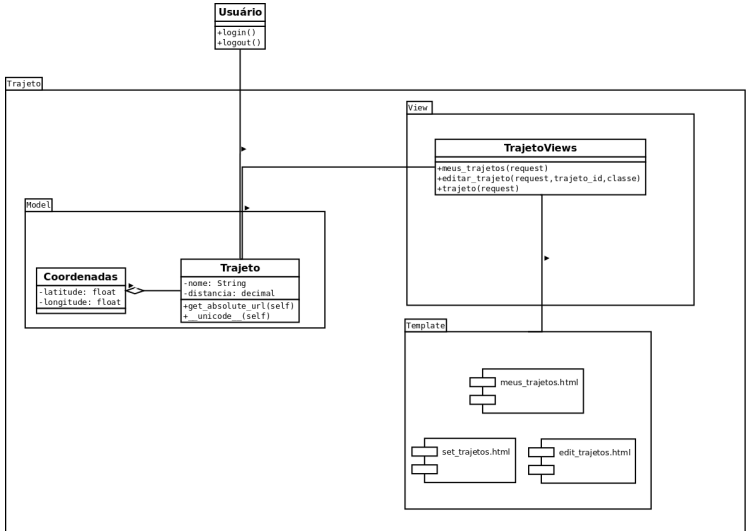 Usuário
+login()
+logout()
Trajeto
View
TrajetoViews
+meus_trajetos(request)
+editar_trajeto(request,trajeto_id,classe)
+trajeto(request)
Model
Coordenadas
-latitude: float
-longitude: float
Trajeto
-nome: String
-distancia: decimal
+get_absolute_url(self)
+__unicode__(self)
Template
meus_trajetos.html
set_trajetos.html
edit_trajetos.html